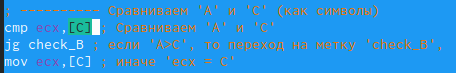 ; ---------- Сравниваем 'A' и 'C' (как символы)
cmp ecx,[C] ; Сравниваем 'A' и 'C'
jg check_B ; если 'A>C', то переход на метку 'check_B',
mov ecx,[C] ; иначе 'ecx = C'